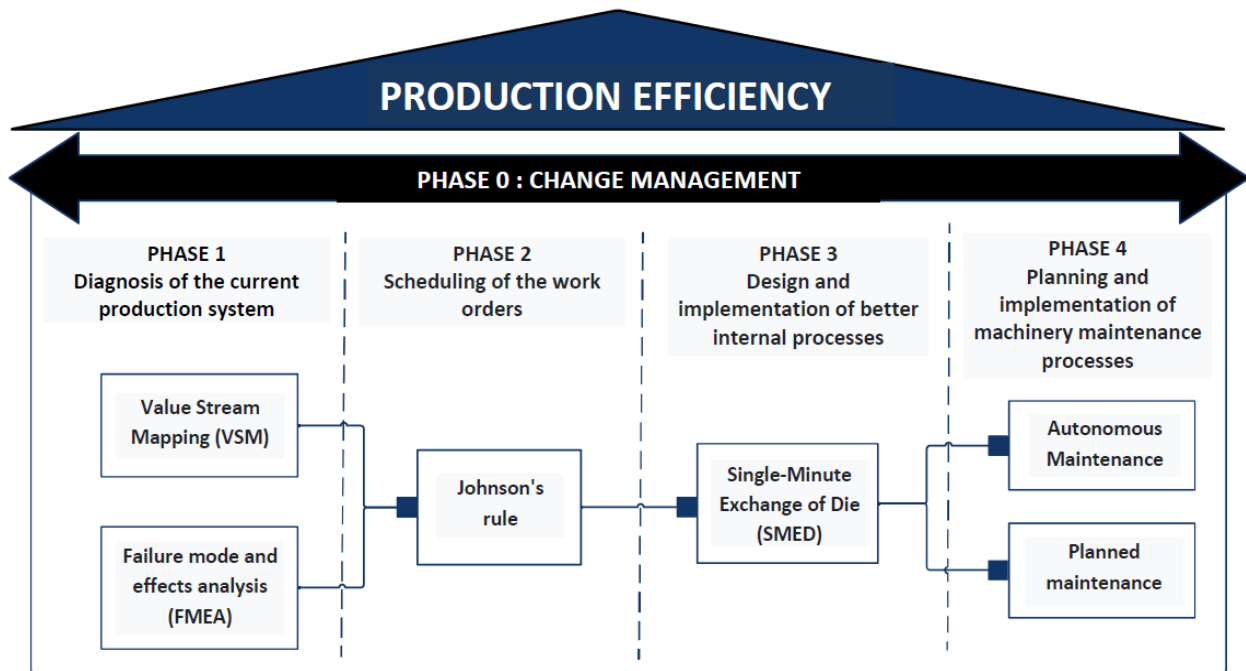 PRODUCTION EFFICIENCY
PHASE 0 : CHANGE MANAGEMENT
PHASE 1
Diagnosis of the current
production system
PHASE 2
Scheduling of the work
orders
PHASE 3
Design and
implementation of better
internal processes
PHASE 4
Planning and
implementation of
machinery maintenance
processes
Value Stream
Mapping (VSM)
Failure mode and
effects analysis
(FMEA)
Johnson's
rule
Single-Minute
Exchange of Die
(SMED)
Autonomous
Maintenance
Planned
maintenance